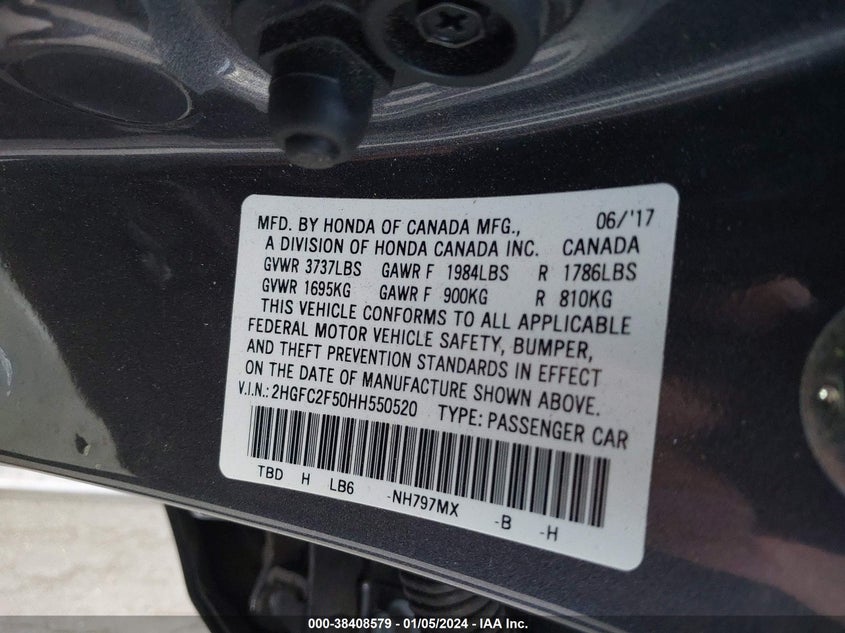 MFD. BY HONDA OF CANADA MFG., 06/'17
A DIVISION OF HONDA CANADA INC. CANADA
GVWR 3737LBS GAWR F 1984LBS R 1786LBS
GVWR 1695KG GAWR F 900KG R 810KG
THIS VEHICLE CONFORMS TO ALL APPLICABLE
FEDERAL MOTOR VEHICLE SAFETY, BUMPER,
AND THEFT PREVENTION STANDARDS IN EFFECT
ON THE DATE OF MANUFACTURE SHOWN ABOVE.
V.I.N.: 2HGFC2F50HH550520 TYPE: PASSENGER CAR
TBD H LB6 -NH797MX -B -H
000-38408579 - 01/05/2024 - IAA Inc.